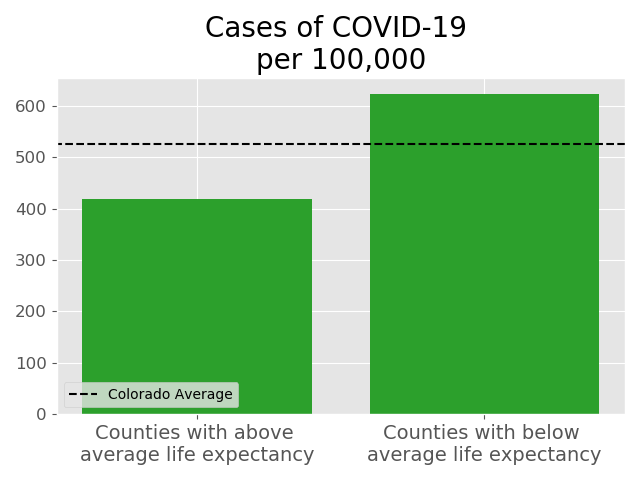 Cases of COVID-19
per 100,000
600
500
400
300
200
100
0
Colorado Average
Counties with above
average life expectancy
Counties with below
average life expectancy